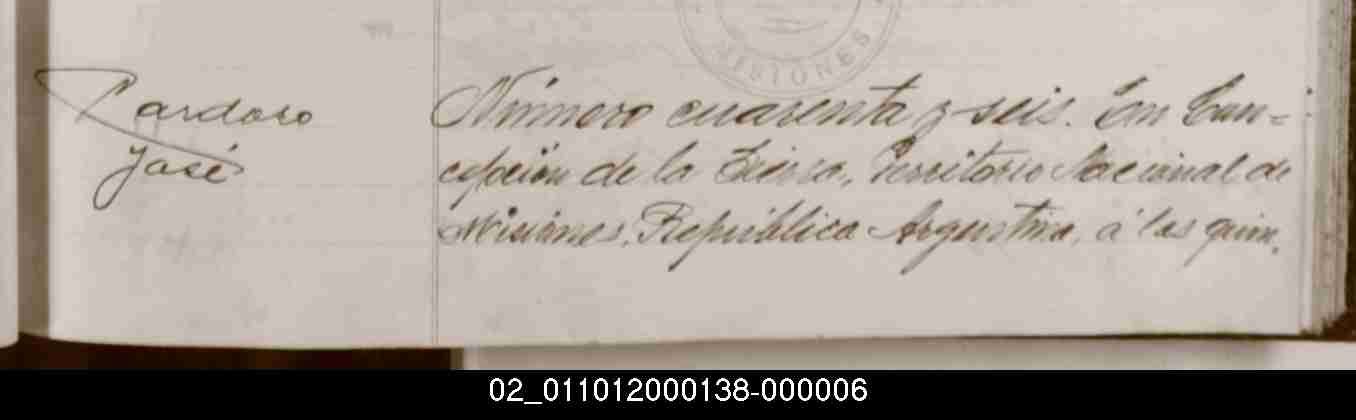 MISIONES
Cardoso
José
Número cuarenta y seis. En Con=
cepción de la Sierra, Territorio Nacional de
Misiones, República Argentina, á las quin,
02_011012000138-000006